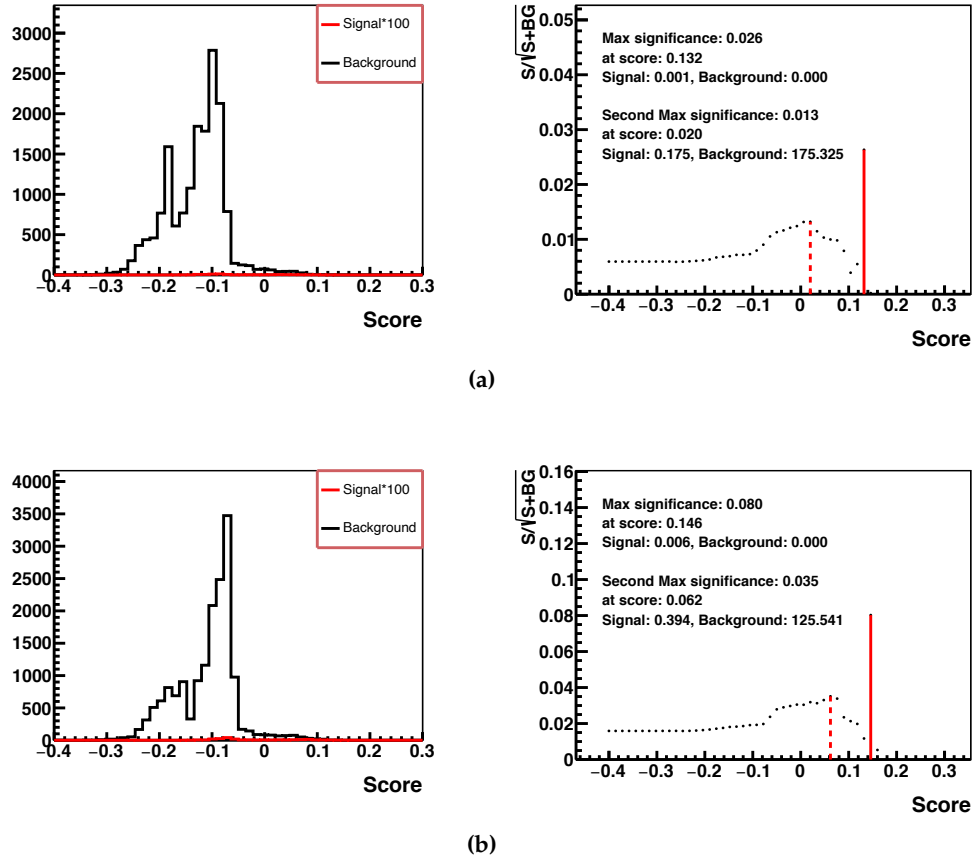 3000
2500
2000
1500
1000
500
0
−0.4 −0.3 −0.2 −0.1 0 0.1 0.2 0.3
Score
Signal*100
Background
S/√S+BG
0.05
0.04
0.03
0.02
0.01
0
−0.4 −0.3 −0.2 −0.1 0 0.1 0.2 0.3
Score
Max significance: 0.026
at score: 0.132
Signal: 0.001, Background: 0.000
Second Max significance: 0.013
at score: 0.020
Signal: 0.175, Background: 175.325
(a)
4000
3500
3000
2500
2000
1500
1000
500
0
−0.4 −0.3 −0.2 −0.1 0 0.1 0.2 0.3
Score
Signal*100
Background
S/√S+BG
0.16
0.14
0.12
0.1
0.08
0.06
0.04
0.02
0
−0.4 −0.3 −0.2 −0.1 0 0.1 0.2 0.3
Score
Max significance: 0.080
at score: 0.146
Signal: 0.006, Background: 0.000
Second Max significance: 0.035
at score: 0.062
Signal: 0.394, Background: 125.541
(b)